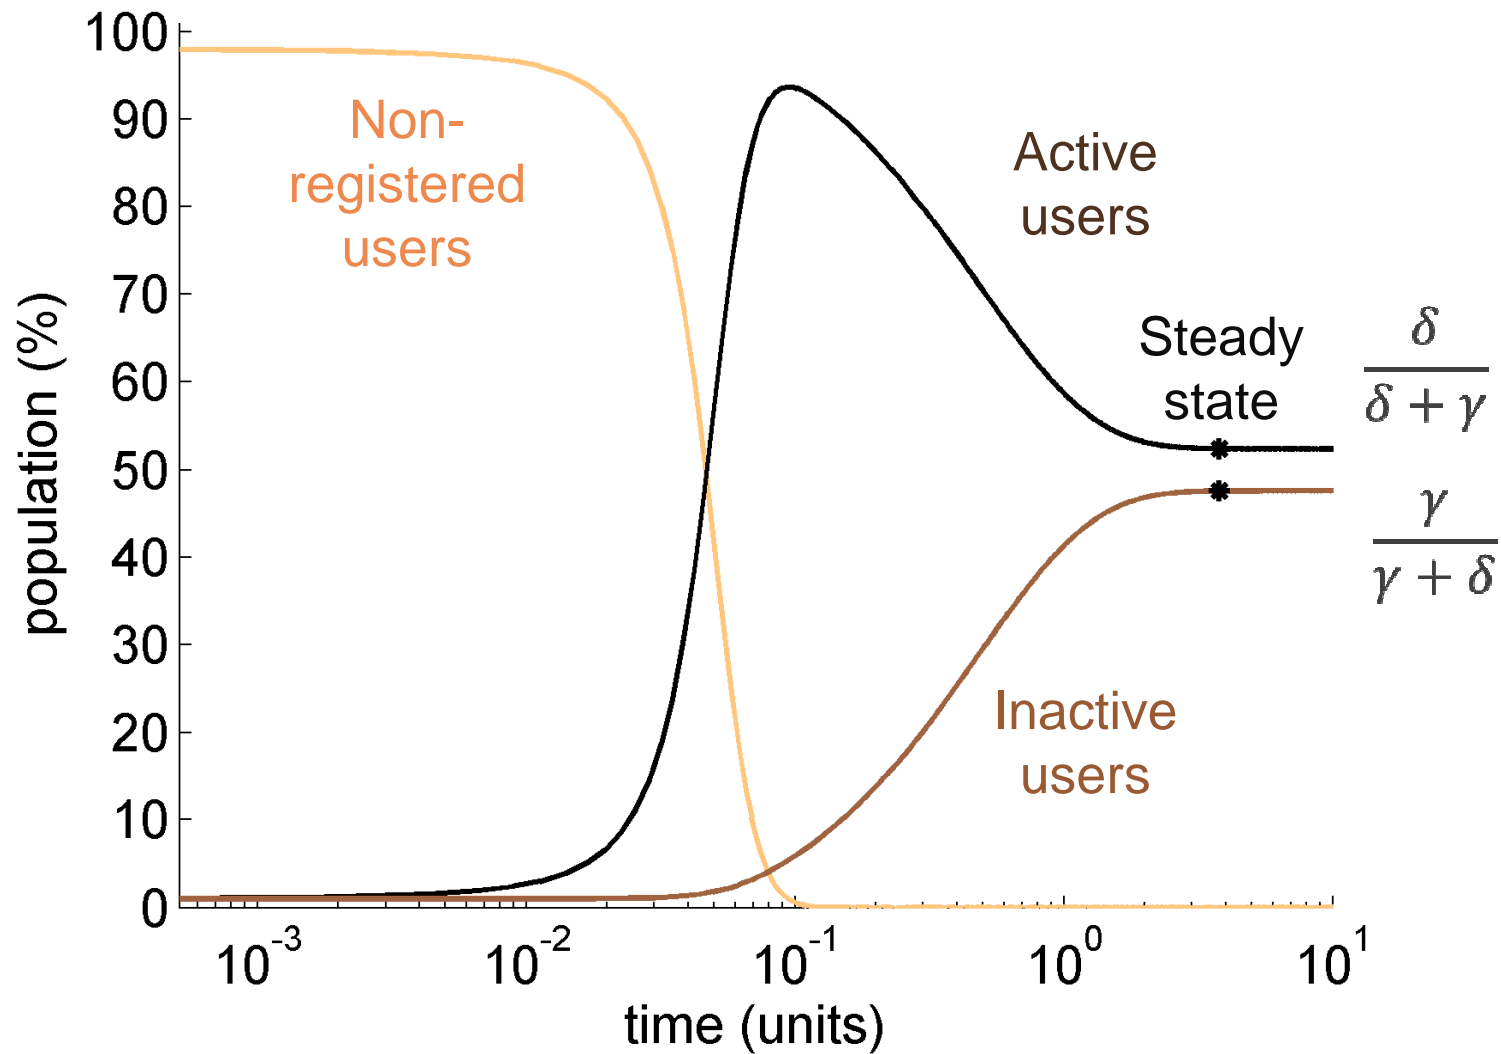 100
90
80
70
60
50
40
30
20
10
0
population (%)
Non-
registered
users
Active
users
Steady
state
δ
δ + γ
γ
γ + δ
Inactive
users
10⁻³ 10⁻² 10⁻¹ 10⁰ 10¹
time (units)